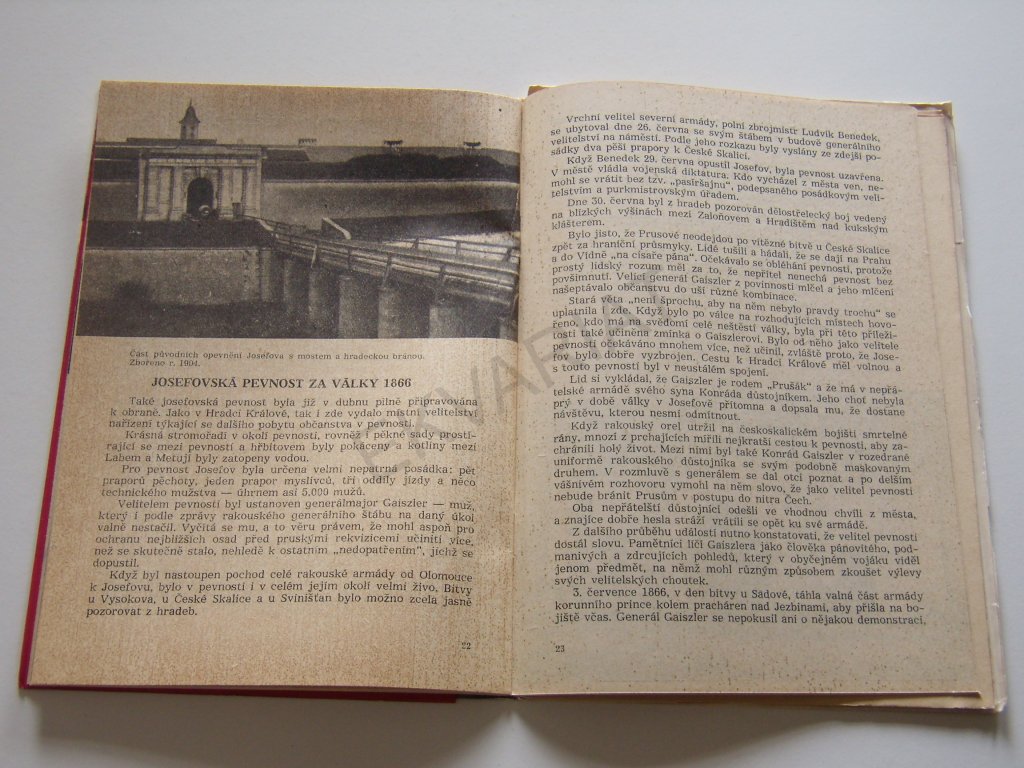 Část původních opevnění Josefova s mostem a hradeckou bránou.
Zbořeno r. 1904.
JOSEFOVSKÁ PEVNOST ZA VÁLKY 1866
Také josefovská pevnost byla již v dubnu pilně připravována
k obraně. Jako v Hradci Králové, tak i zde vydalo místní velitelství
nařízení týkající se dalšího pobytu občanstva v pevnosti.
Krásná stromořadí v okolí pevnosti, rovněž i pěkné sady prostí-
rající se mezi pevností a hřbitovem byly pokáceny a kotliny mezi
Labem a Metují byly zatopeny vodou.
Pro pevnost Josefov byla určena velmi nepatrná posádka: pět
praporů pěchoty, jeden prapor myslivců, tři oddíly jízdy a něco
technického mužstva — úhrnem asi 5.000 mužů.
Velitelem pevnosti byl ustanoven generálmajor Gaiszler — muž,
který i podle zprávy rakouského generálního štábu na daný úkol
valně nestačil. Vyčítá se mu, a to věru právem, že mohl aspoň pro
ochranu nejbližších osad před pruskými rekvizicemi učiniti více,
než se skutečně stalo, nehledě k ostatním „nedopatřením", jichž se
dopustil.
Když byl nastoupen pochod celé rakouské armády od Olomouce
k Josefovu, bylo v pevnosti i v celém jejím okolí velmi živo. Bitvy
u Vysokova, u České Skalice a u Svinišťan bylo možno zcela jasně
pozorovat z hradeb.
22
Vrchní velitel severní armády, polní zbrojmistr Ludvík Benedek,
se ubytoval dne 26. června se svým štábem v budově generálního
velitelství na náměstí. Podle jeho rozkazu byly vyslány ze zdejší po-
sádky dva pěší prapory k České Skalici.
Když Benedek 29. června opustil Josefov, byla pevnost uzavřena.
V městě vládla vojenská diktatura. Kdo vycházel z města ven, ne-
mohl se vrátit bez tzv. „pasíršajnu", podepsaného posádkovým veli-
telstvím a purkmistrovským úřadem.
Dne 30. června byl z hradeb pozorován dělostřelecký boj vedený
na blízkých výšinách mezi Zaloňovem a Hradištěm nad kukským
klášterem.
Bylo jisto, že Prusové neodejdou po vítězné bitvě u České Skalice
zpět za hraniční průsmyky. Lidé tušili a hádali, že se dají na Prahu
a do Vídně „na císaře pána". Očekávalo se obléhání pevnosti, protože
prostý lidský rozum měl za to, že nepřítel nenechá pevnost bez
povšimnutí. Velící generál Gaiszler z povinnosti mlčel a jeho mlčení
našeptávalo občanstvu do uší různé kombinace.
Stará věta „není šprochu, aby na něm nebylo pravdy trochu" se
uplatnila i zde. Když bylo po válce na rozhodujících místech hovo-
řeno, kdo má na svědomí celé neštěstí války, byla při této příleži-
tosti také učiněna zmínka o Gaiszlerovi. Bylo od něho jako velitele
pevnosti očekáváno mnohem více, než učinil, zvláště proto, že Jose-
fov byl dobře vyzbrojen. Cestu k Hradci Králové měl volnou a
s touto pevností byl v neustálém spojení.
Lid si vykládal, že Gaiszler je rodem „Prušák" a že má v nepřá-
telské armádě svého syna Konráda důstojníkem. Jeho choť nebyla
prý v době války v Josefově přítomna a dopsala mu, že dostane
návštěvu, kterou nesmí odmítnout.
Když rakouský orel utržil na českoskalickém bojišti smrtelné
rány, mnozí z prchajících mířili nejkratší cestou k pevnosti, aby za-
chránili holý život. Mezi nimi byl také Konrád Gaiszler v rozedrané
uniformě rakouského důstojníka se svým podobně maskovaným
druhem. V rozmluvě s generálem se dal otci poznat a po delším
vášnivém rozhovoru vymohl na něm slovo, že jako velitel pevnosti
nebude bránit Prusům v postupu do nitra Čech.
Oba nepřátelští důstojníci odešli ve vhodnou chvíli z města,
a znajíce dobře hesla stráží vrátili se opět ku své armádě.
Z dalšího průběhu událostí nutno konstatovati, že velitel pevnosti
dostál slovu. Pamětníci líčí Gaiszlera jako člověka pánovitého, pod-
manivých a zdrcujících pohledů, který v obyčejném vojáku viděl
jenom předmět, na němž mohl různým způsobem zkoušet výlevy
svých velitelských choutek.
3. července 1866, v den bitvy u Sadové, táhla valná část armády
korunního prince kolem pracháren nad Jezbinami, aby přišla na bo-
jiště včas. Generál Gaiszler se nepokusil ani o nějakou demonstraci,
23